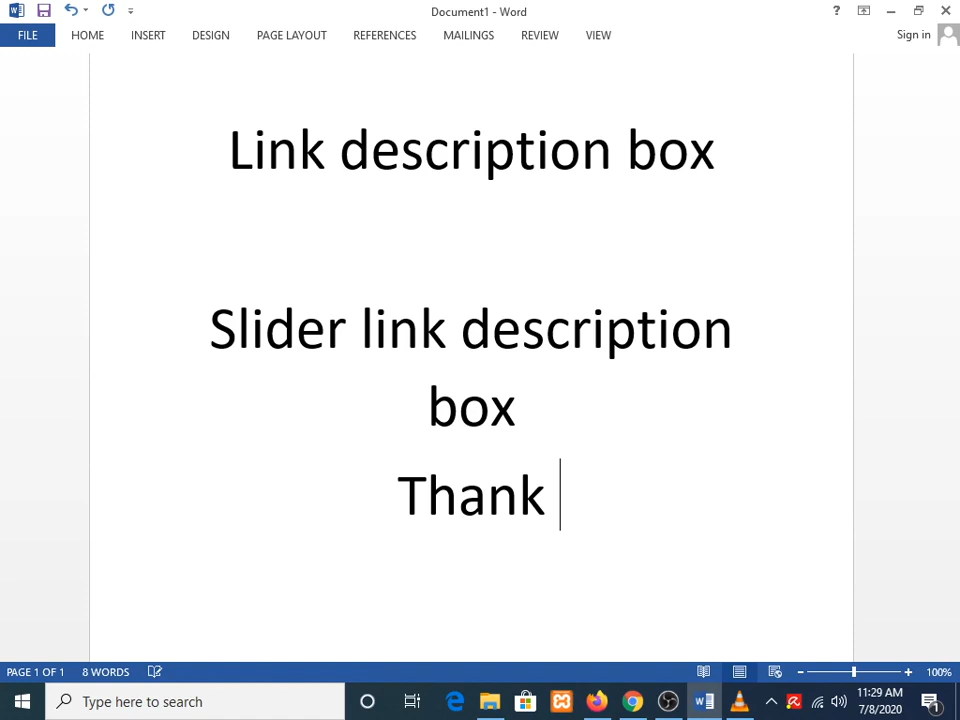 Document1 - Word
?
FILE HOME INSERT DESIGN PAGE LAYOUT REFERENCES MAILINGS REVIEW VIEW Sign in
Link description box
Slider link description
box
Thank
PAGE 1 OF 1 8 WORDS 100%
Type here to search
11:29 AM
7/8/2020
1